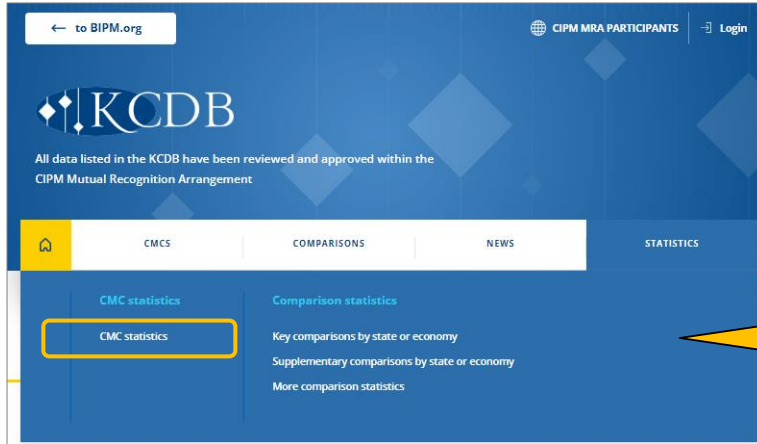 ← to BIPM.org
CIPM MRA PARTICIPANTS
Login
KCDB
All data listed in the KCDB have been reviewed and approved within the
CIPM Mutual Recognition Arrangement
CMCS
COMPARISONS
NEWS
STATISTICS
CMC statistics
CMC statistics
Comparison statistics
Key comparisons by state or economy
Supplementary comparisons by state or economy
More comparison statistics